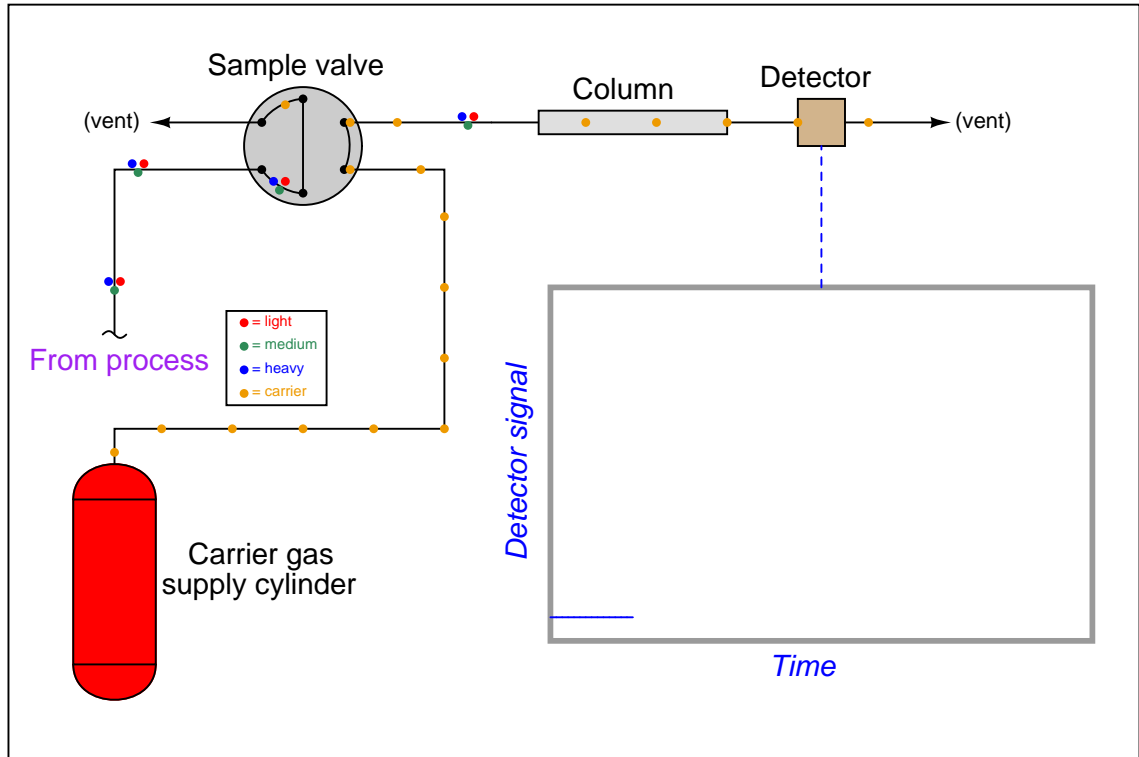 Sample valve
Column
Detector
(vent)
(vent)
= light
= medium
= heavy
= carrier
From process
Detector signal
Carrier gas
supply cylinder
Time